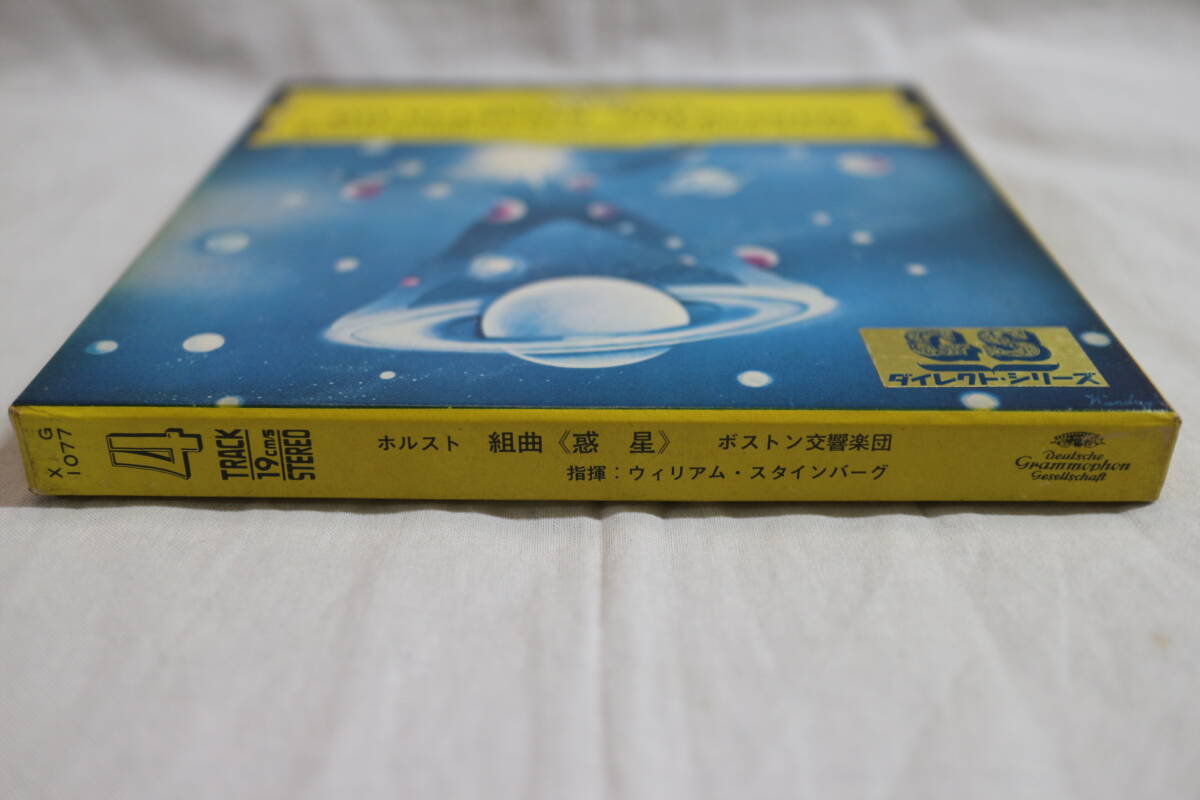 ダイレクト・シリーズ
X G
1077
4
TRACK
19cm/s
STEREO
ホルスト 組曲《惑 星》 ボストン交響楽団
指揮：ウィリアム・スタインバーグ
Deutsche
Grammophon
Gesellschaft